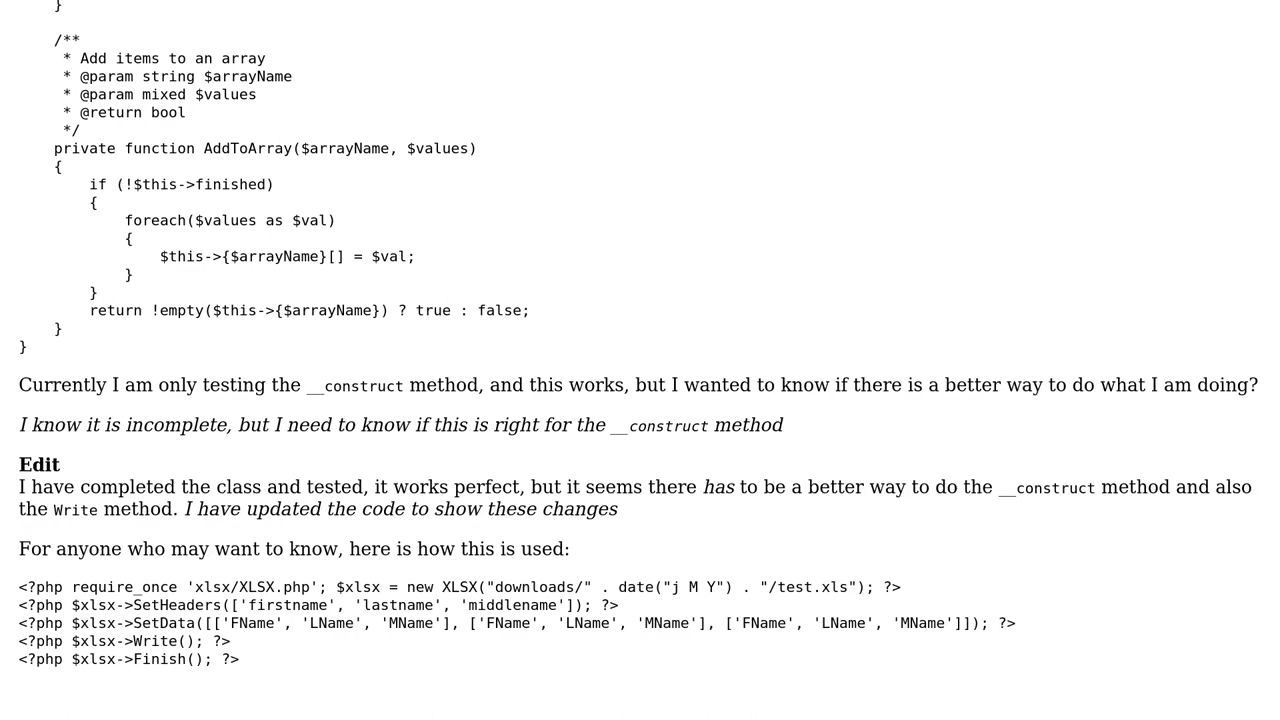 }

    /**
     * Add items to an array
     * @param string $arrayName
     * @param mixed $values
     * @return bool
     */
    private function AddToArray($arrayName, $values)
    {
        if (!$this->finished)
        {
            foreach($values as $val)
            {
                $this->{$arrayName}[] = $val;
            }
        }
        return !empty($this->{$arrayName}) ? true : false;
    }
}
Currently I am only testing the __construct method, and this works, but I wanted to know if there is a better way to do what I am doing?
I know it is incomplete, but I need to know if this is right for the __construct method
Edit
I have completed the class and tested, it works perfect, but it seems there has to be a better way to do the __construct method and also
the Write method. I have updated the code to show these changes
For anyone who may want to know, here is how this is used:
<?php require_once 'xlsx/XLSX.php'; $xlsx = new XLSX("downloads/" . date("j M Y") . "/test.xls"); ?>
<?php $xlsx->SetHeaders(['firstname', 'lastname', 'middlename']); ?>
<?php $xlsx->SetData([['FName', 'LName', 'MName'], ['FName', 'LName', 'MName'], ['FName', 'LName', 'MName']]); ?>
<?php $xlsx->Write(); ?>
<?php $xlsx->Finish(); ?>